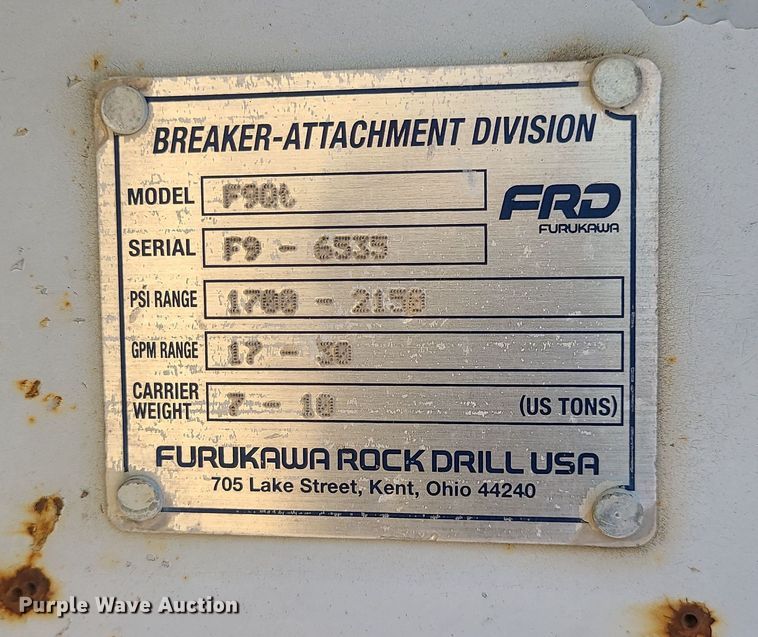 BREAKER-ATTACHMENT DIVISION
MODEL F9Qt
FRD
FURUKAWA
SERIAL F9 - 6535
PSI RANGE 1700 - 2150
GPM RANGE 17 - 30
CARRIER WEIGHT 7 - 10 (US TONS)
FURUKAWA ROCK DRILL USA
705 Lake Street, Kent, Ohio 44240
Purple Wave Auction